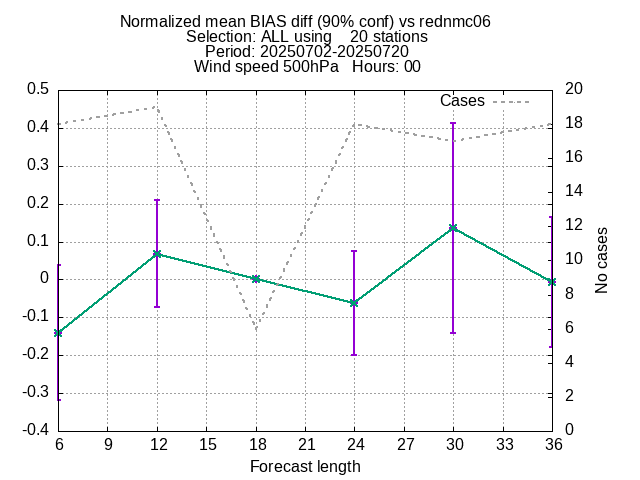 Normalized mean BIAS diff (90% conf) vs rednmc06
Selection: ALL using    20 stations
Period: 20250702-20250720
Wind speed 500hPa   Hours: 00
Cases
0.5
0.4
0.3
0.2
0.1
0
-0.1
-0.2
-0.3
-0.4
20
18
16
14
12
10
8
6
4
2
0
No cases
6 9 12 15 18 21 24 27 30 33 36
Forecast length